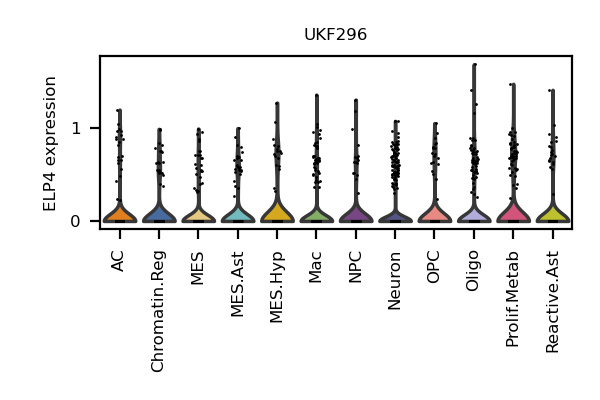 UKF296
ELP4 expression
1
0
AC
Chromatin.Reg
MES
MES.Ast
MES.Hyp
Mac
NPC
Neuron
OPC
Oligo
Prolif.Metab
Reactive.Ast